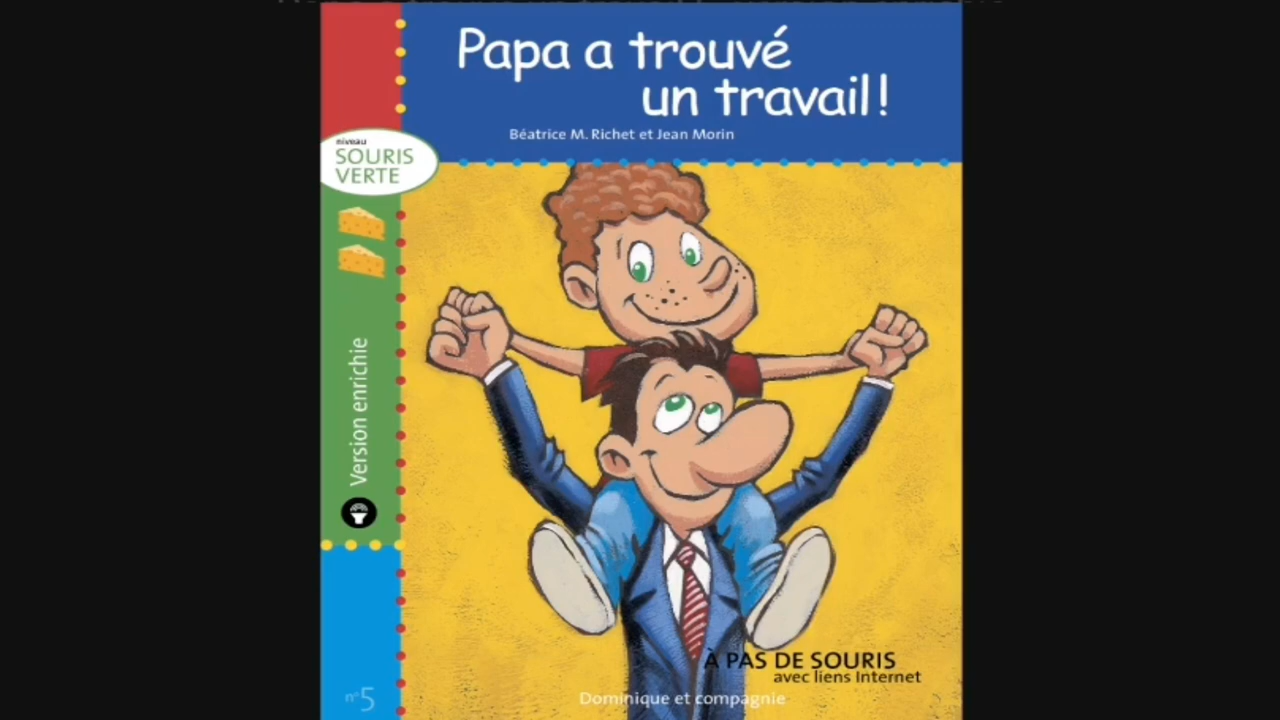 Papa a trouvé
un travail!
Béatrice M. Richet et Jean Morin
niveau
SOURIS
VERTE
Version enrichie
À PAS DE SOURIS
avec liens Internet
Dominique et compagnie
n° 5